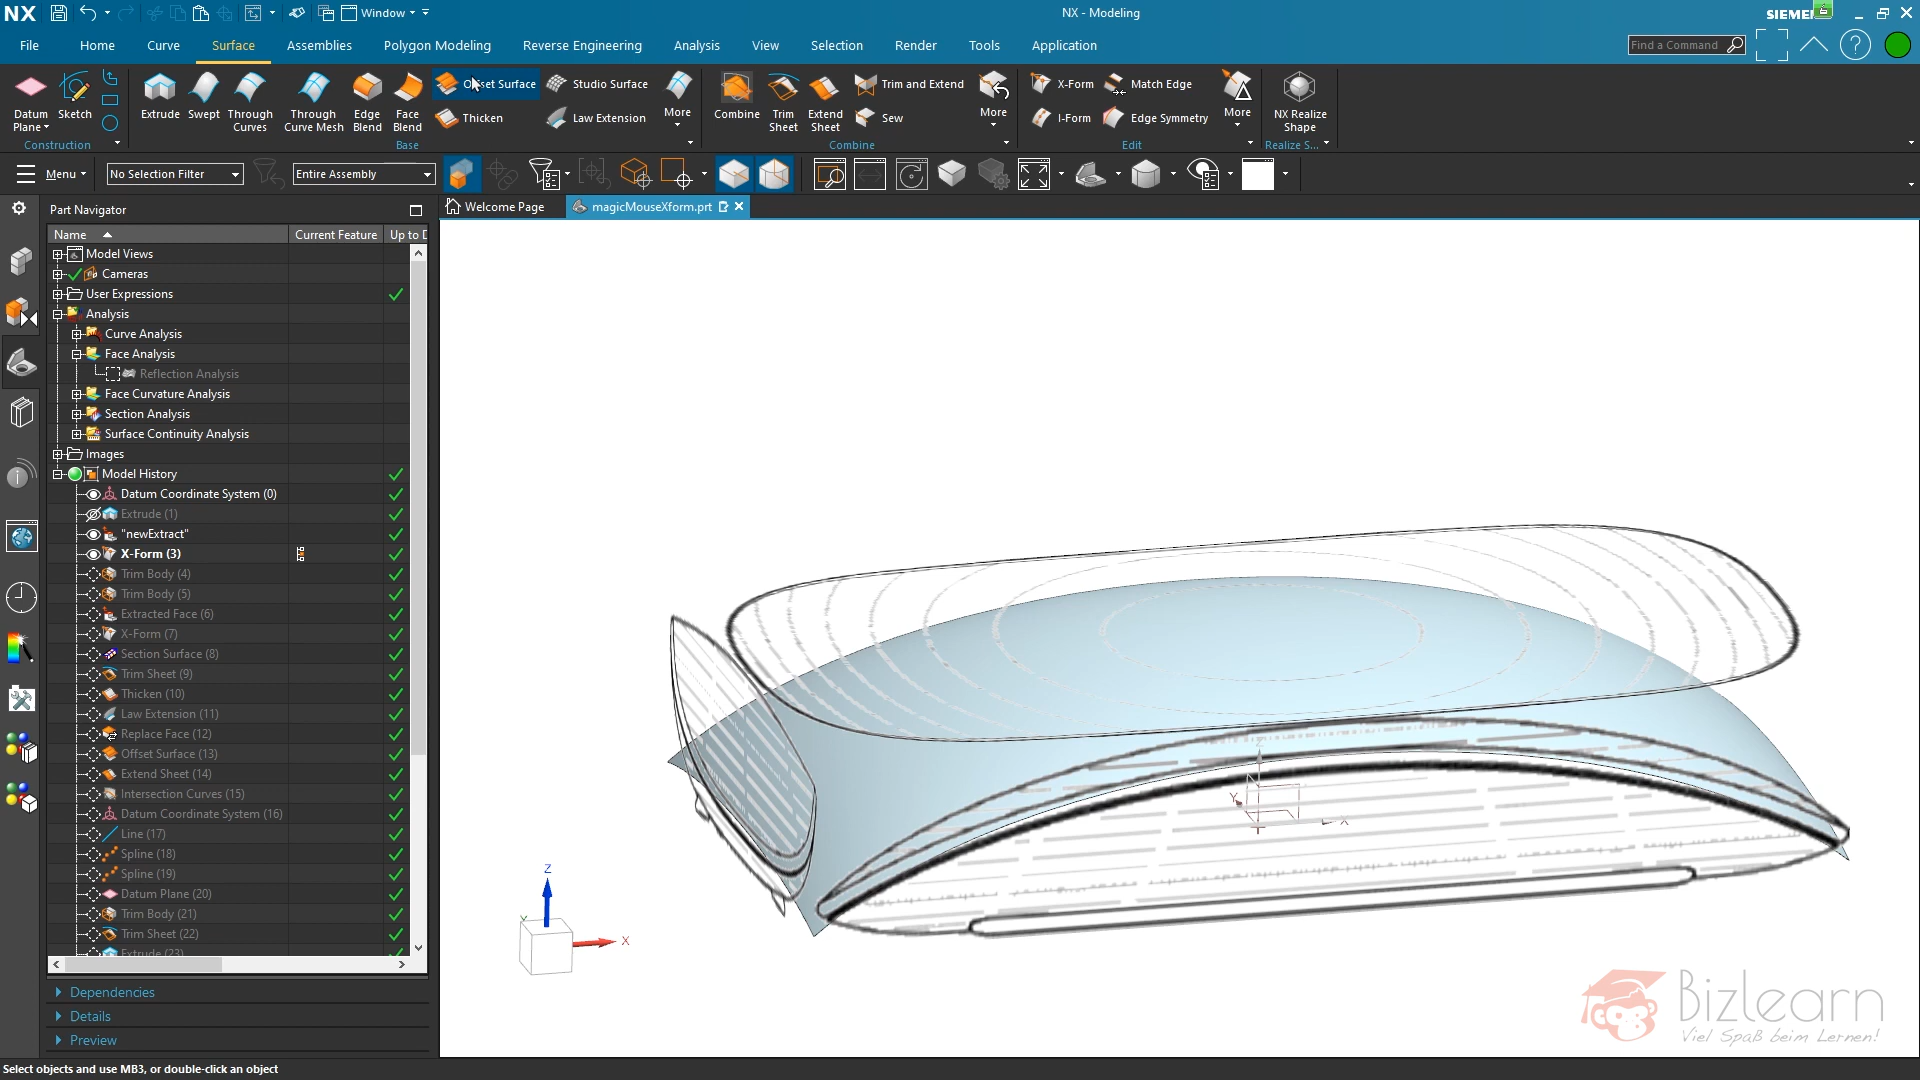 NX
Window
NX - Modeling
SIEME
File
Home
Curve
Surface
Assemblies
Polygon Modeling
Reverse Engineering
Analysis
View
Selection
Render
Tools
Application
Find a Command
Datum Plane
Sketch
Extrude
Swept
Through Curves
Through Curve Mesh
Edge Blend
Face Blend
Offset Surface
Thicken
Studio Surface
Law Extension
More
Combine
Trim Sheet
Extend Sheet
Trim and Extend
Sew
More
X-Form
I-Form
Match Edge
Edge Symmetry
More
NX Realize Shape
Construction
Base
Combine
Edit
Realize S...
Menu
No Selection Filter
Entire Assembly
Part Navigator
Welcome Page
magicMouseXform.prt
Name
Current Feature
Up to D
Model Views
Cameras
User Expressions
Analysis
Curve Analysis
Face Analysis
Reflection Analysis
Face Curvature Analysis
Section Analysis
Surface Continuity Analysis
Images
Model History
Datum Coordinate System (0)
Extrude (1)
"newExtract"
X-Form (3)
Trim Body (4)
Trim Body (5)
Extracted Face (6)
X-Form (7)
Section Surface (8)
Trim Sheet (9)
Thicken (10)
Law Extension (11)
Replace Face (12)
Offset Surface (13)
Extend Sheet (14)
Intersection Curves (15)
Datum Coordinate System (16)
Line (17)
Spline (18)
Spline (19)
Datum Plane (20)
Trim Body (21)
Trim Sheet (22)
Extrude (23)
Dependencies
Details
Preview
Z
Y
X
Z
Y
X
Bizlearn
Viel Spaß beim Lernen!
Select objects and use MB3, or double-click an object